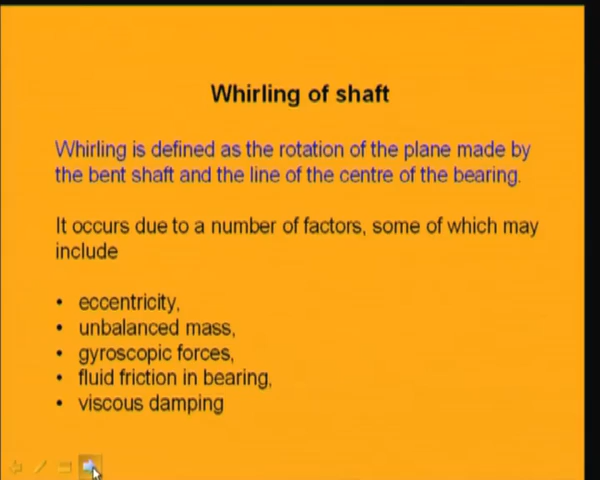 Whirling of shaft
Whirling is defined as the rotation of the plane made by
the bent shaft and the line of the centre of the bearing.
It occurs due to a number of factors, some of which may
include
• eccentricity,
• unbalanced mass,
• gyroscopic forces,
• fluid friction in bearing,
• viscous damping